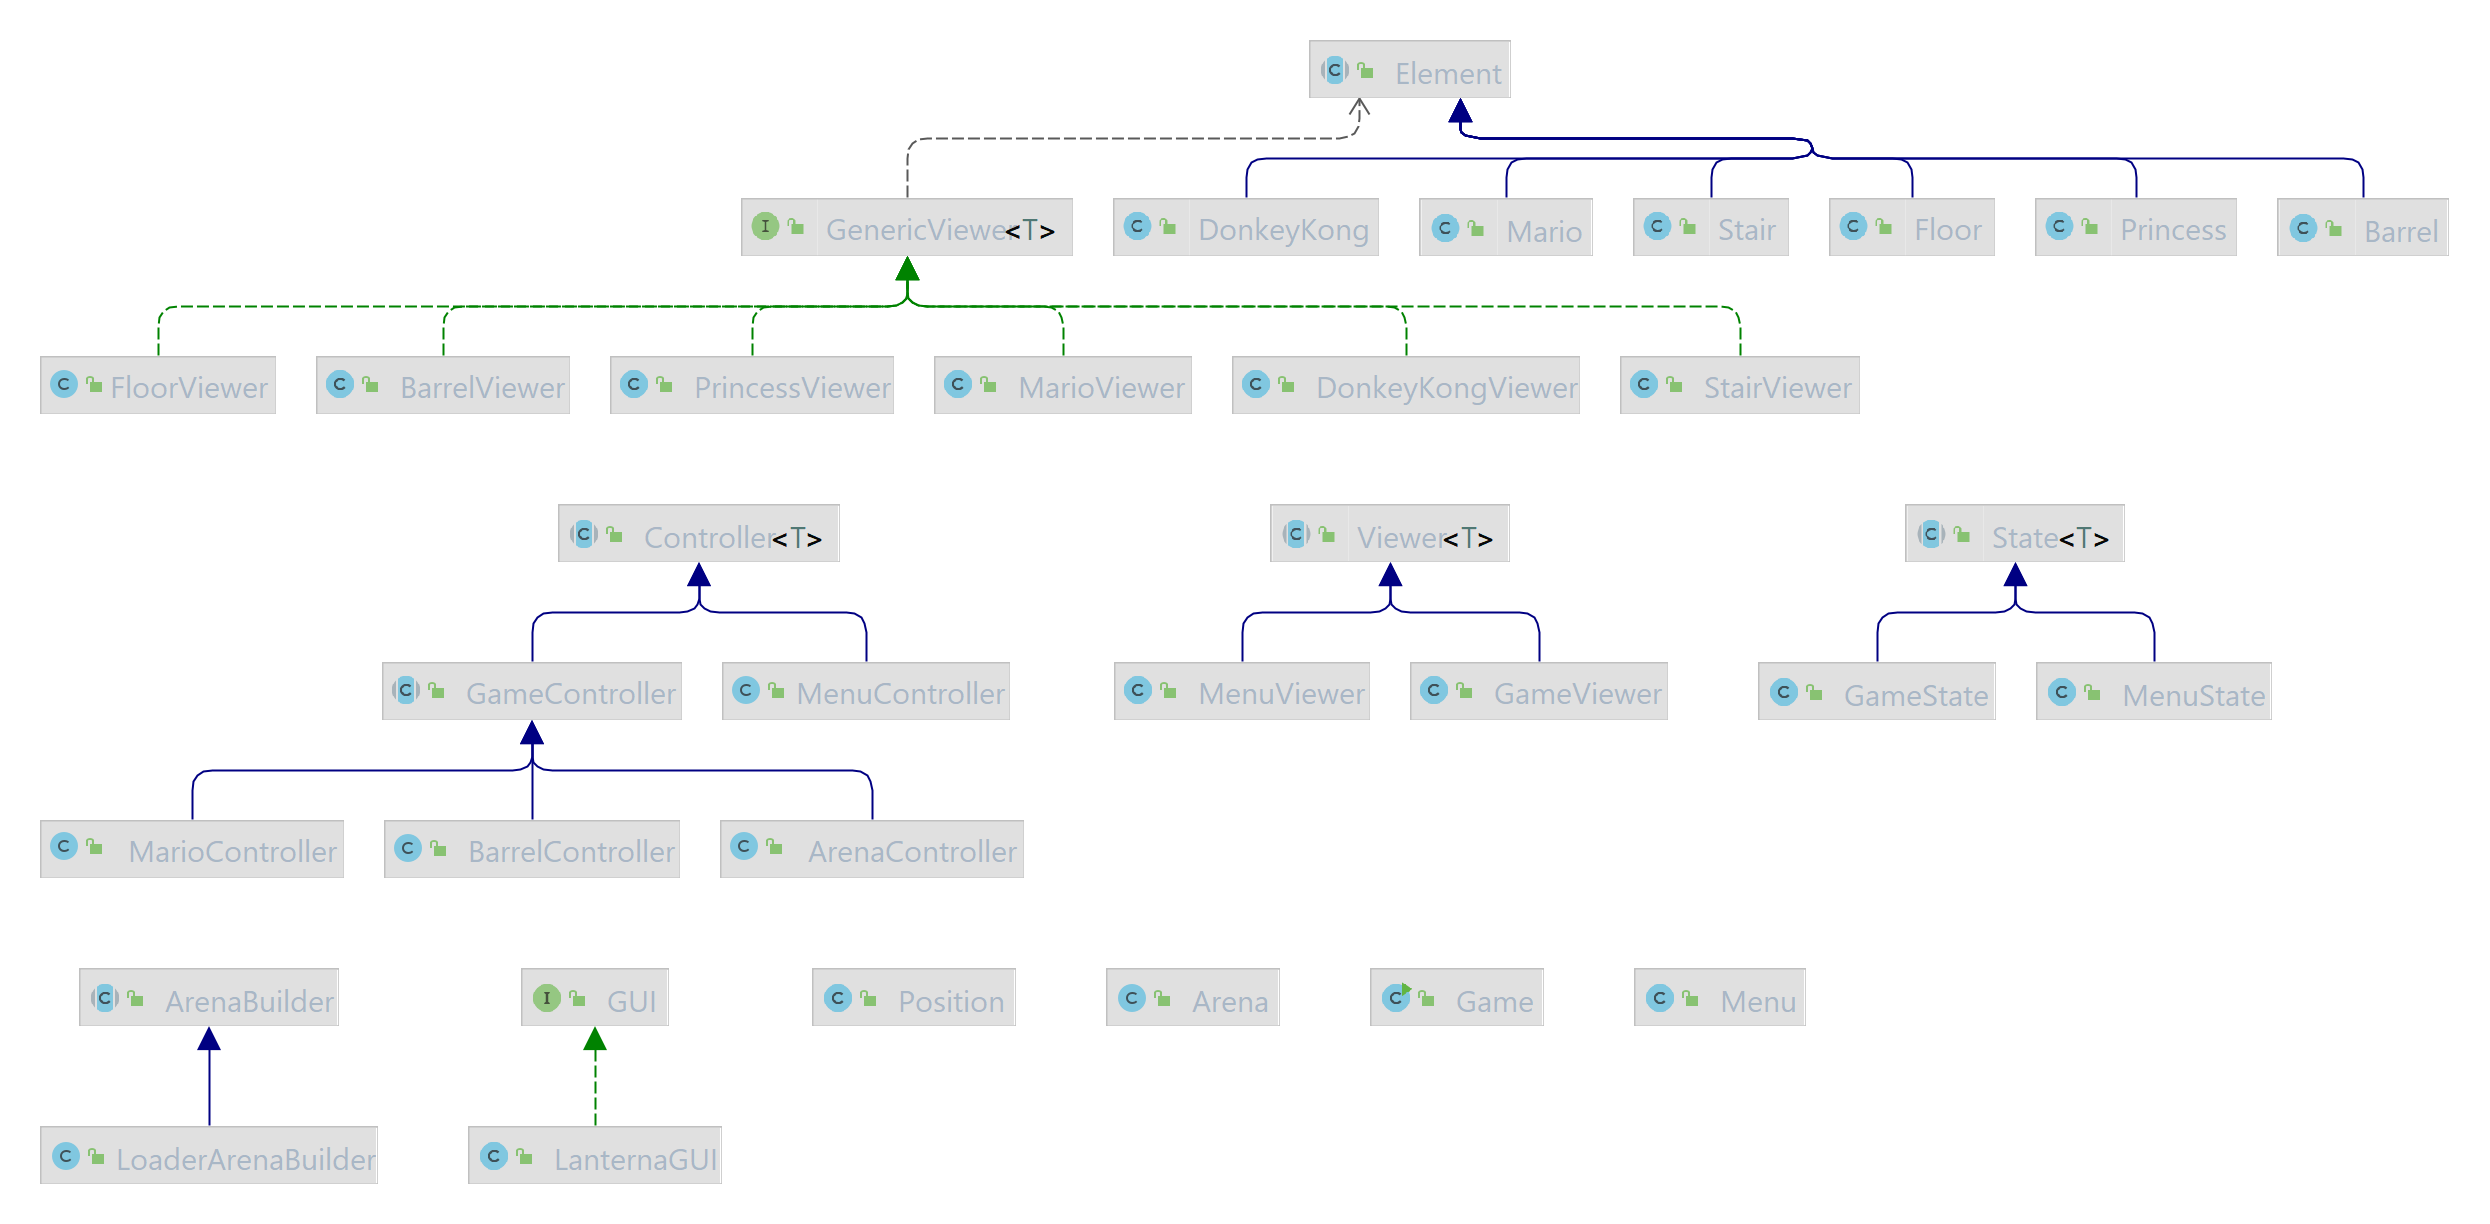 Element
GenericViewer<T>
DonkeyKong
Mario
Stair
Floor
Princess
Barrel
FloorViewer
BarrelViewer
PrincessViewer
MarioViewer
DonkeyKongViewer
StairViewer
Controller<T>
Viewer<T>
State<T>
GameController
MenuController
MenuViewer
GameViewer
GameState
MenuState
MarioController
BarrelController
ArenaController
ArenaBuilder
GUI
Position
Arena
Game
Menu
LoaderArenaBuilder
LanternaGUI